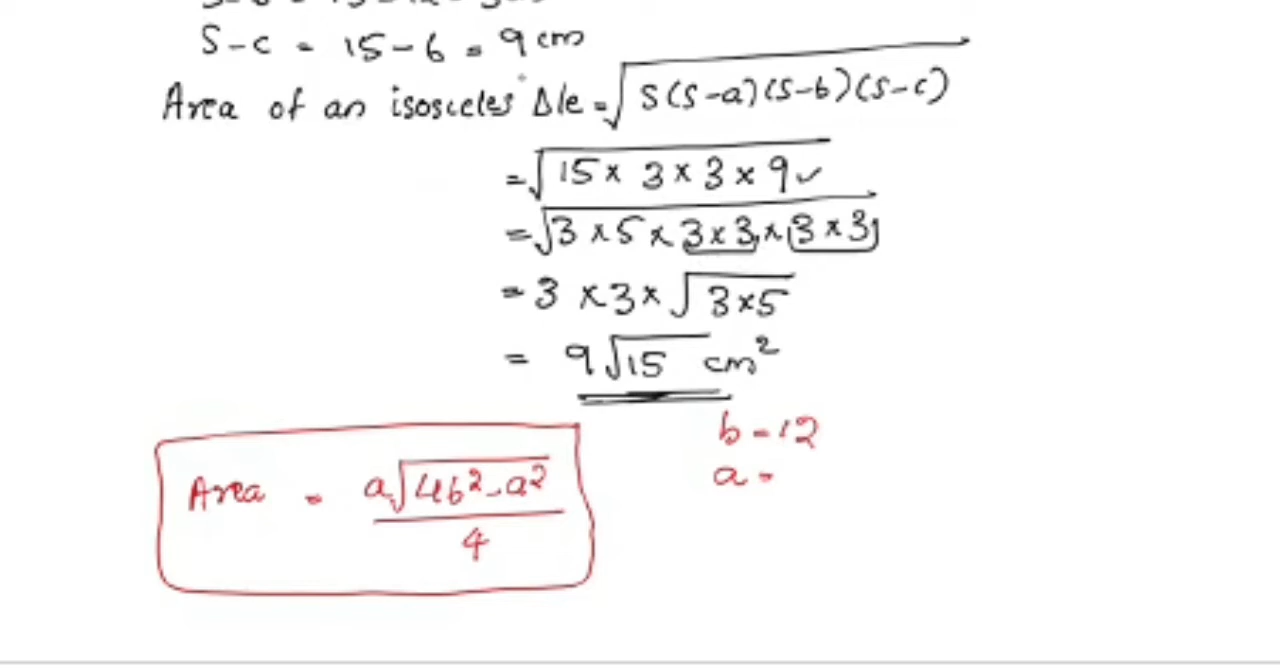 S-c = 15-6 = 9 cm
Area of an isosceles Δle = √S(S-a)(S-b)(S-c)
= √15 × 3 × 3 × 9 ✓
= √3 × 5 × 3 × 3 × 3 × 3
= 3 × 3 × √3×5
= 9√15 cm²
b = 12
a =
Area = a√4b²-a² / 4